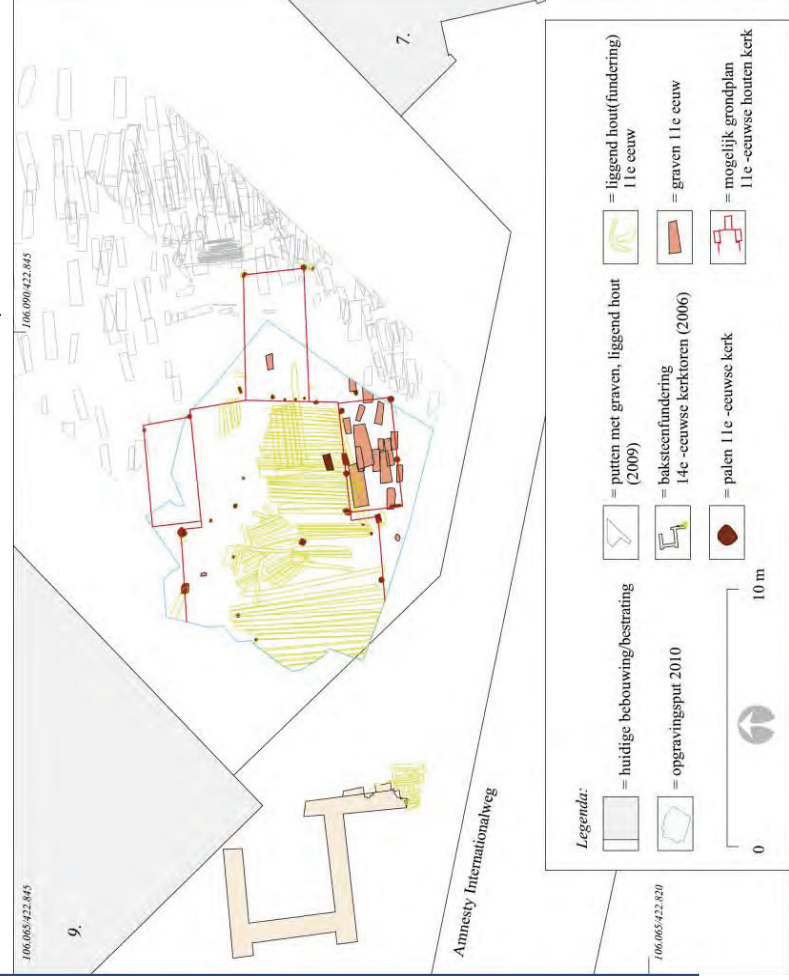 106.065/422.845
106.090/422.845
9.
7.
Amnesty Internationalweg
106.065/422.820
Legenda:
= huidige bebouwing/bestrating
= opgravingsput 2010
0
10 m
= putten met graven, liggend hout
(2009)
= baksteenfundering
14e -eeuwse kerktoren (2006)
= palen 11e -eeuwse kerk
= liggend hout(fundering)
11e eeuw
= graven 11e eeuw
= mogelijk grondplan
11e -eeuwse houten kerk